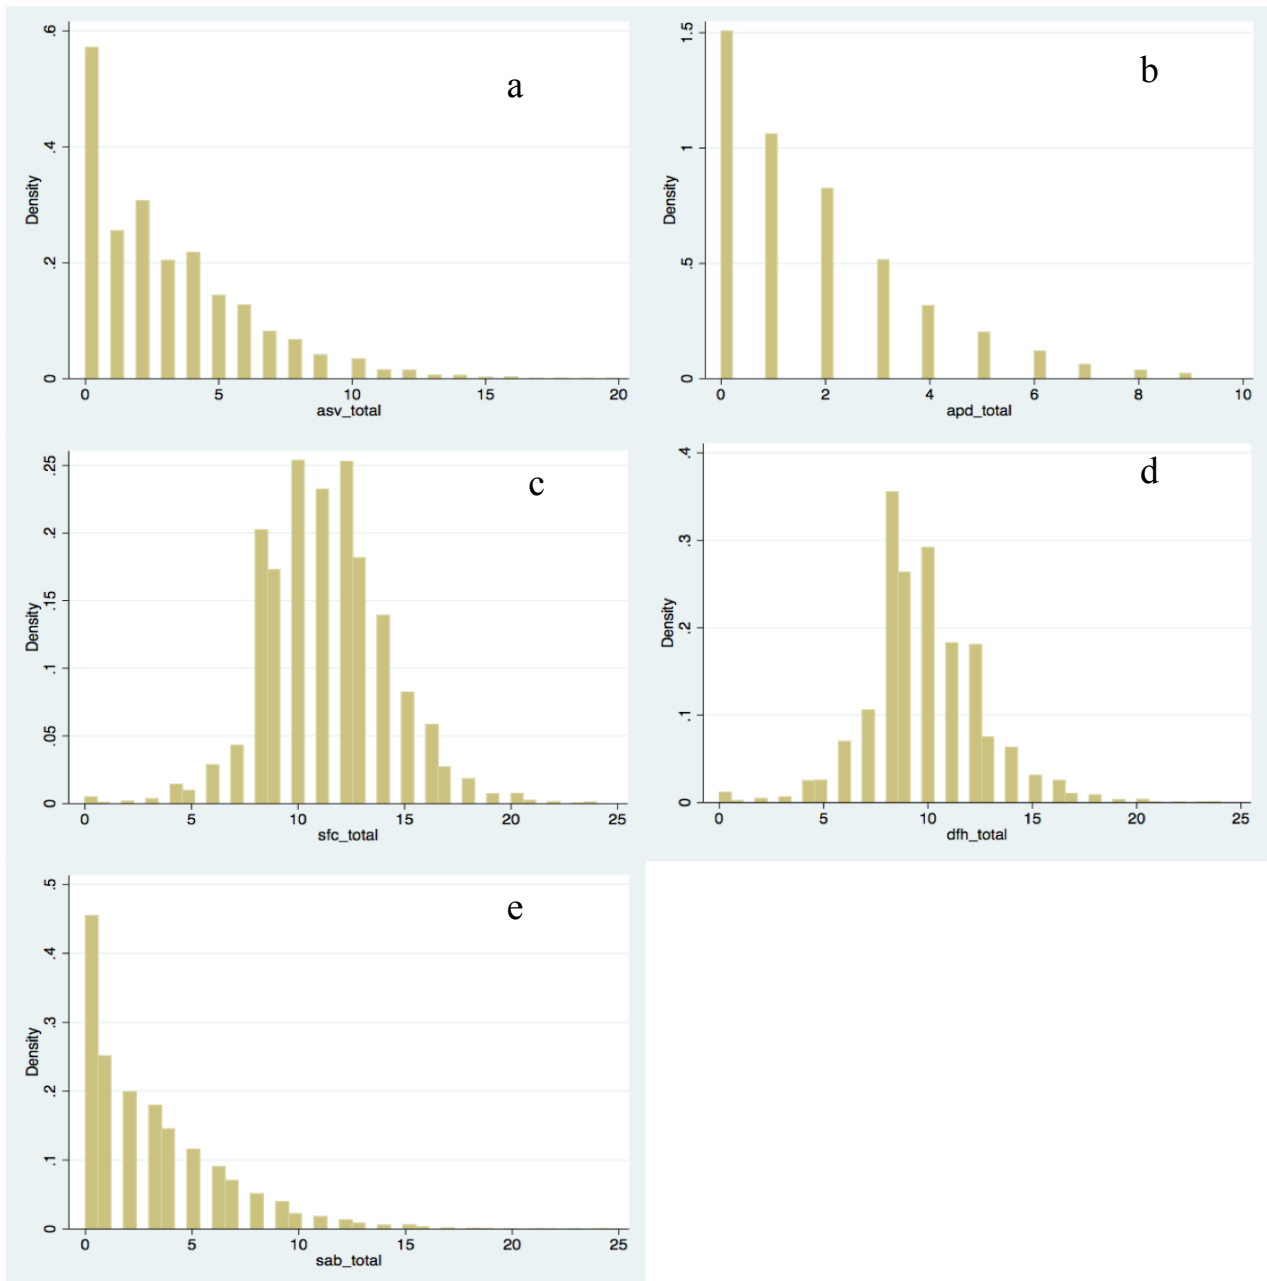 a
Density
0 .2 .4 .6
0 5 10 15 20
asv_total
b
Density
0 .5 1 1.5
0 2 4 6 8 10
apd_total
c
Density
0 .05 .1 .15 .2 .25
0 5 10 15 20 25
sfc_total
d
Density
0 .1 .2 .3 .4
0 5 10 15 20 25
dfh_total
e
Density
0 .1 .2 .3 .4 .5
0 5 10 15 20 25
sab_total